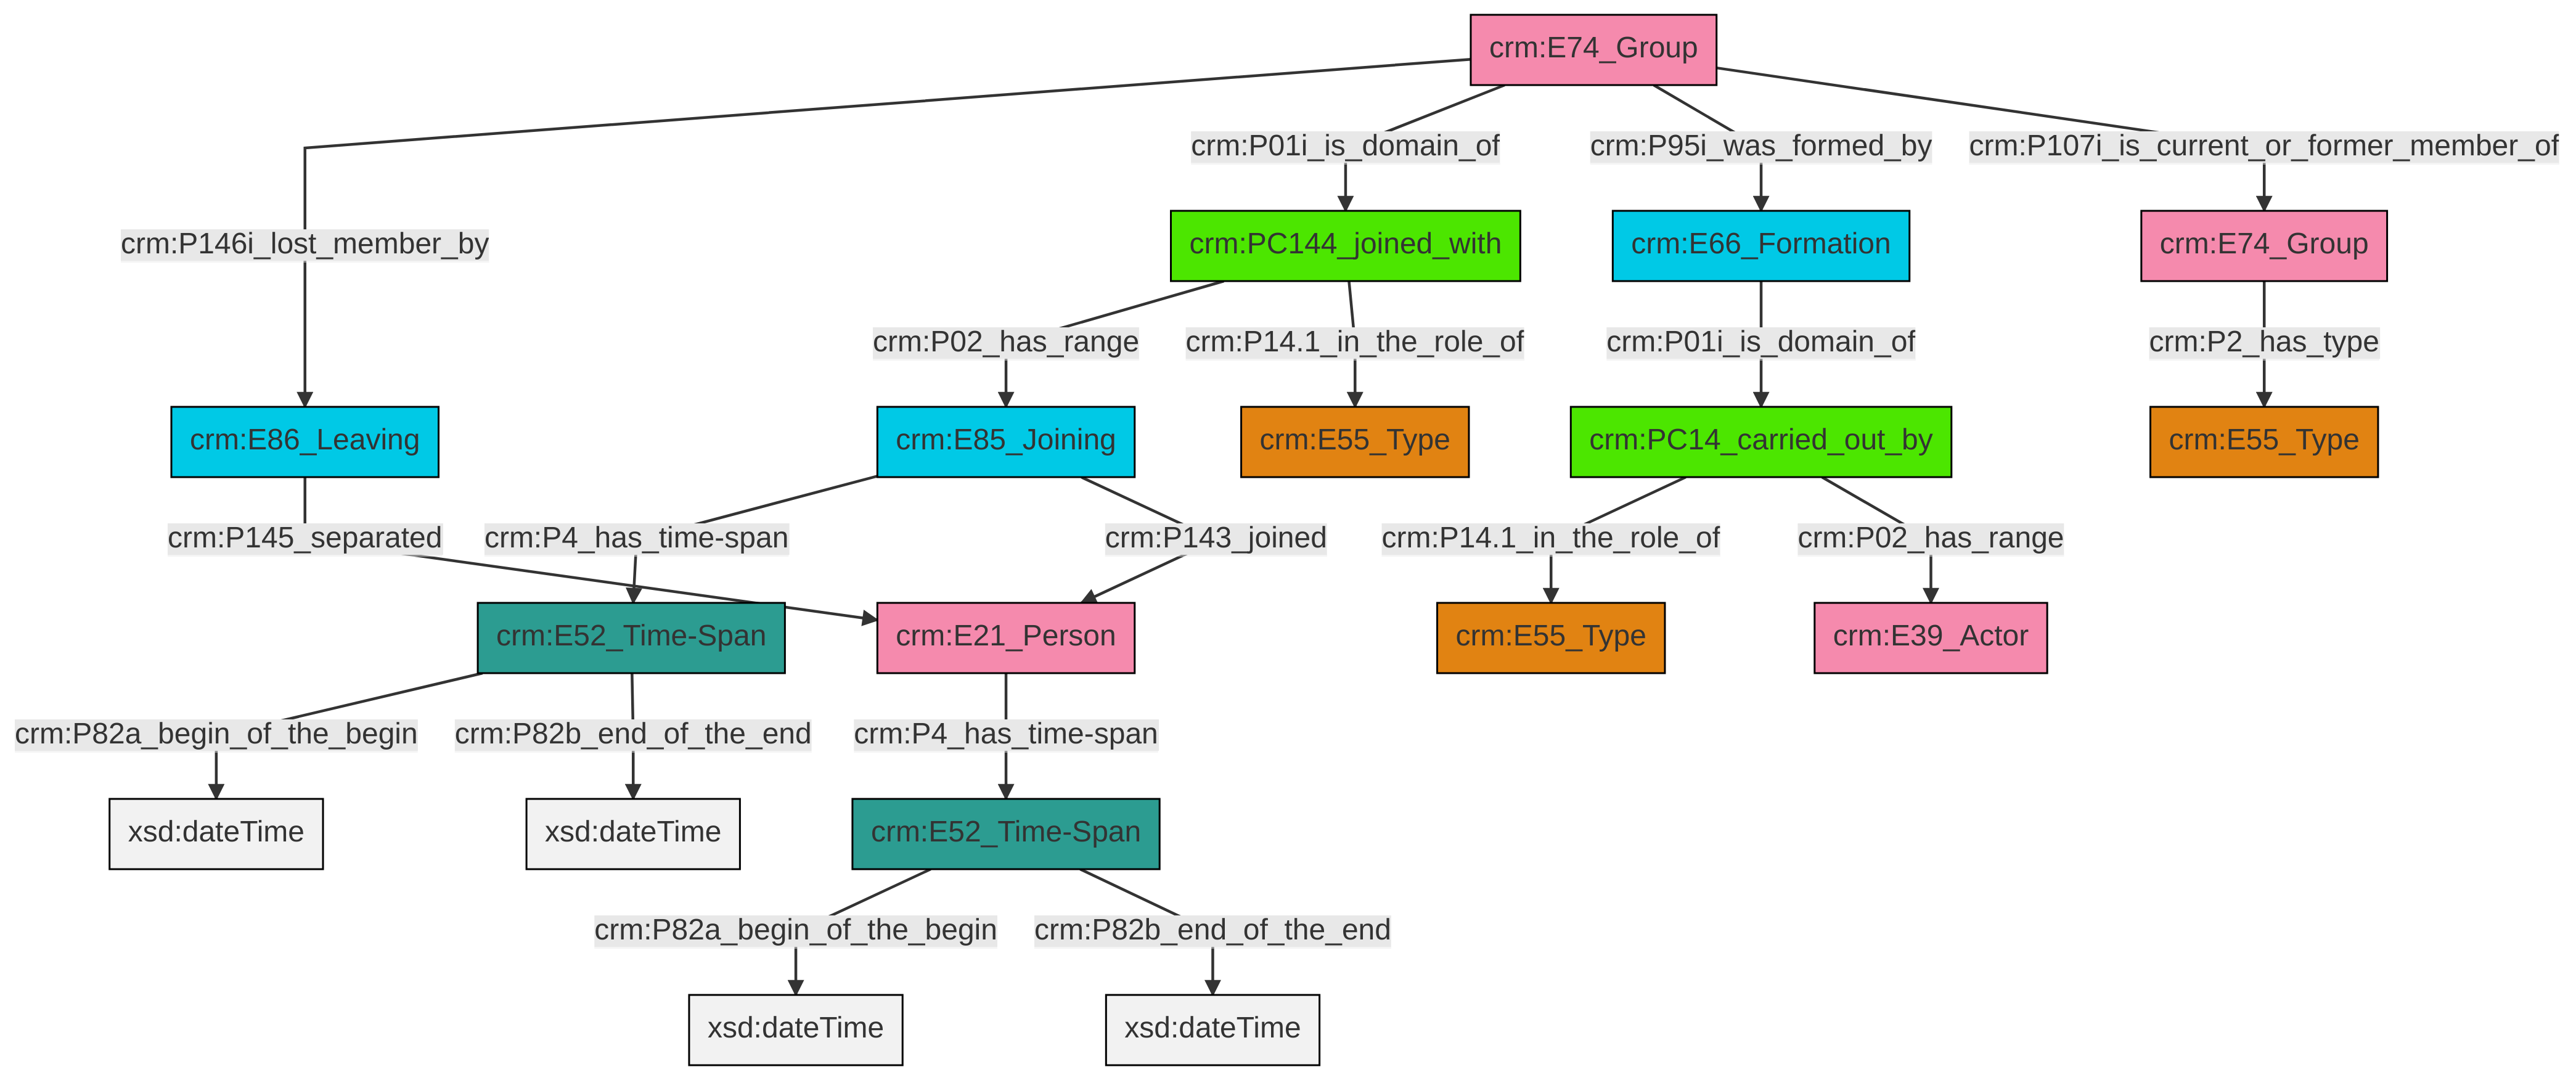 crm:E74_Group
crm:P01i_is_domain_of
crm:P95i_was_formed_by
crm:P107i_is_current_or_former_member_of
crm:P146i_lost_member_by
crm:PC144_joined_with
crm:E66_Formation
crm:E74_Group
crm:P02_has_range
crm:P14.1_in_the_role_of
crm:P01i_is_domain_of
crm:P2_has_type
crm:E86_Leaving
crm:E85_Joining
crm:E55_Type
crm:PC14_carried_out_by
crm:E55_Type
crm:P145_separated
crm:P4_has_time-span
crm:P143_joined
crm:P14.1_in_the_role_of
crm:P02_has_range
crm:E52_Time-Span
crm:E21_Person
crm:E55_Type
crm:E39_Actor
crm:P82a_begin_of_the_begin
crm:P82b_end_of_the_end
crm:P4_has_time-span
xsd:dateTime
xsd:dateTime
crm:E52_Time-Span
crm:P82a_begin_of_the_begin
crm:P82b_end_of_the_end
xsd:dateTime
xsd:dateTime